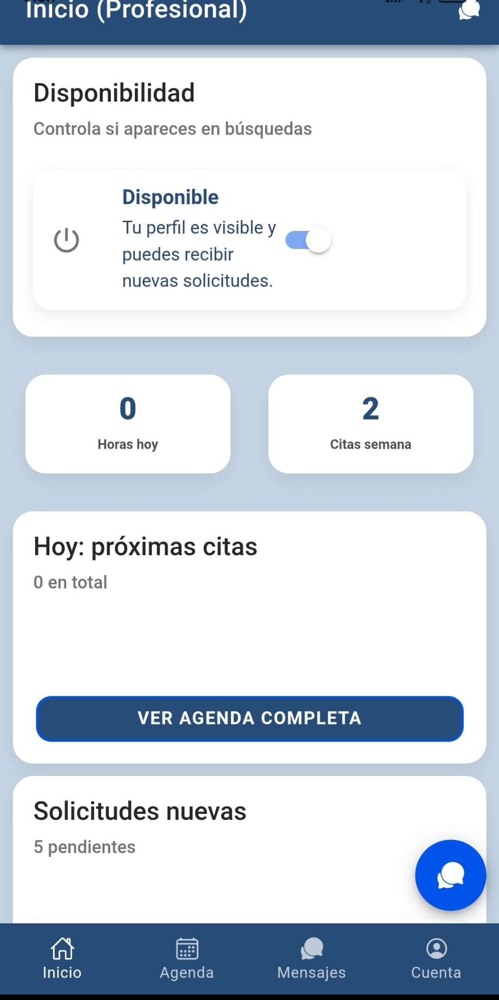 Inicio (Profesional)
Disponibilidad
Controla si apareces en búsquedas
Disponible
Tu perfil es visible y
puedes recibir
nuevas solicitudes.
0
2
Horas hoy
Citas semana
Hoy: próximas citas
0 en total
VER AGENDA COMPLETA
Solicitudes nuevas
5 pendientes
Inicio
Agenda
Mensajes
Cuenta